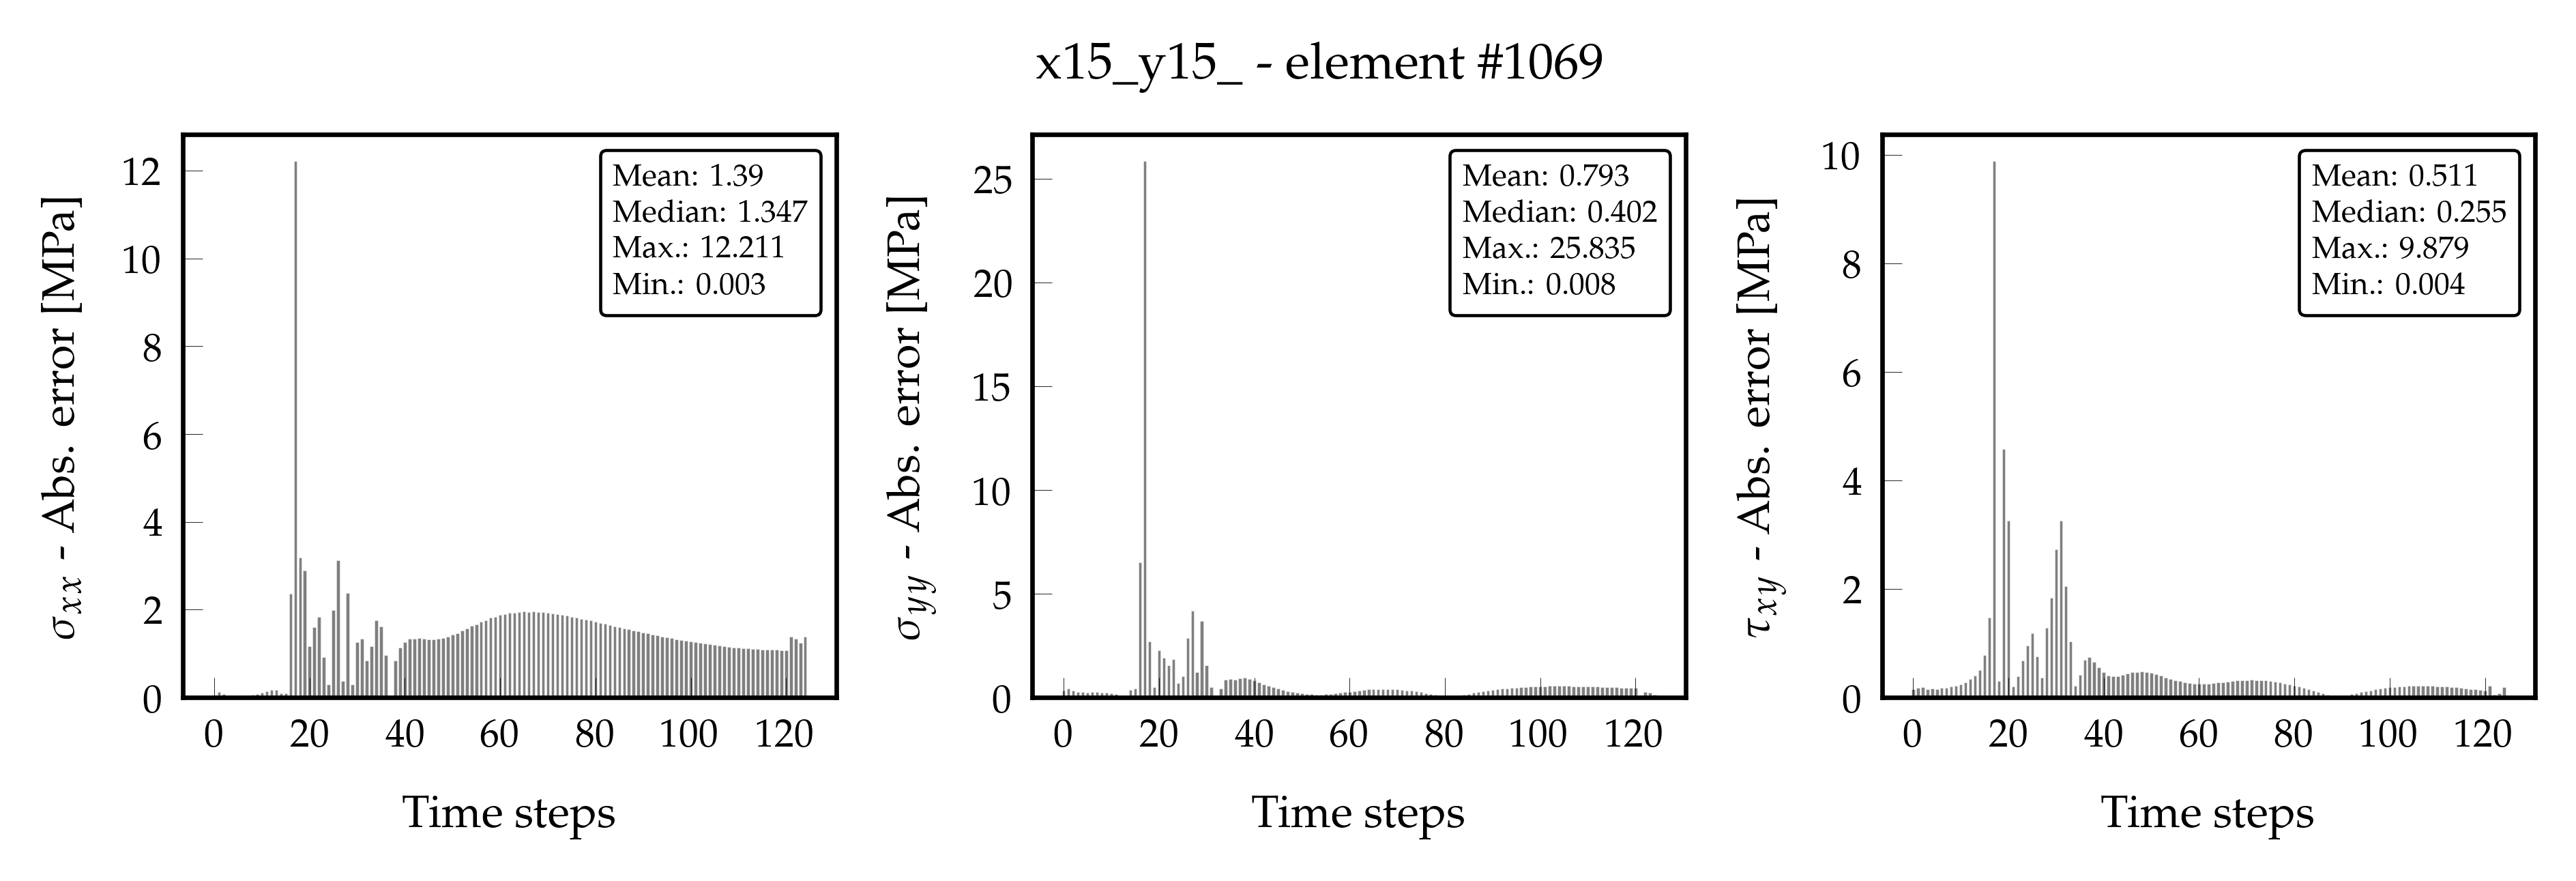 x15_y15_ - element #1069
σxx - Abs. error [MPa]
12
10
8
6
4
2
0
0 20 40 60 80 100 120
Time steps
Mean: 1.39
Median: 1.347
Max.: 12.211
Min.: 0.003
σyy - Abs. error [MPa]
25
20
15
10
5
0
0 20 40 60 80 100 120
Time steps
Mean: 0.793
Median: 0.402
Max.: 25.835
Min.: 0.008
τxy - Abs. error [MPa]
10
8
6
4
2
0
0 20 40 60 80 100 120
Time steps
Mean: 0.511
Median: 0.255
Max.: 9.879
Min.: 0.004